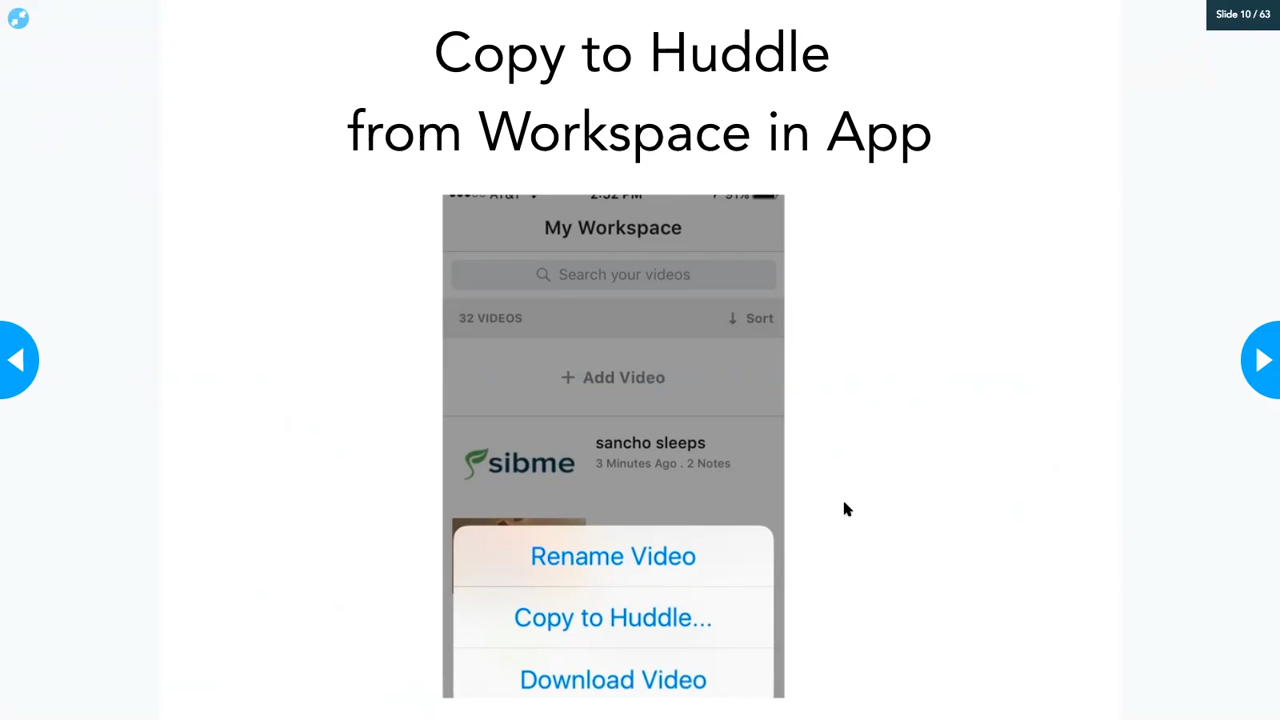 Slide 10 / 63
Copy to Huddle
from Workspace in App
My Workspace
Search your videos
32 VIDEOS
Sort
+ Add Video
sibme
sancho sleeps
3 Minutes Ago . 2 Notes
Rename Video
Copy to Huddle...
Download Video